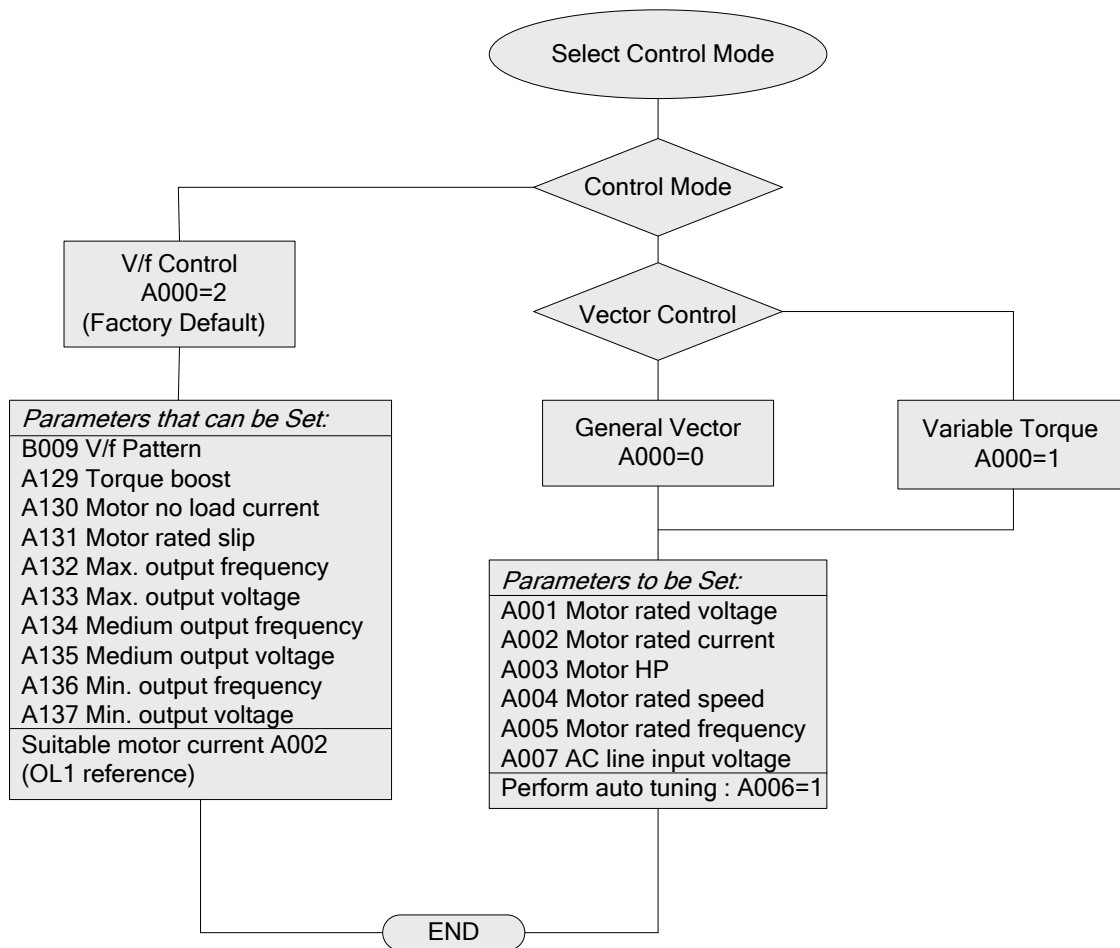 Select Control Mode
Control Mode
V/f Control
A000=2
(Factory Default)
Vector Control
General Vector
A000=0
Variable Torque
A000=1
Parameters that can be Set:
B009 V/f Pattern
A129 Torque boost
A130 Motor no load current
A131 Motor rated slip
A132 Max. output frequency
A133 Max. output voltage
A134 Medium output frequency
A135 Medium output voltage
A136 Min. output frequency
A137 Min. output voltage
Suitable motor current A002
(OL1 reference)
Parameters to be Set:
A001 Motor rated voltage
A002 Motor rated current
A003 Motor HP
A004 Motor rated speed
A005 Motor rated frequency
A007 AC line input voltage
Perform auto tuning : A006=1
END